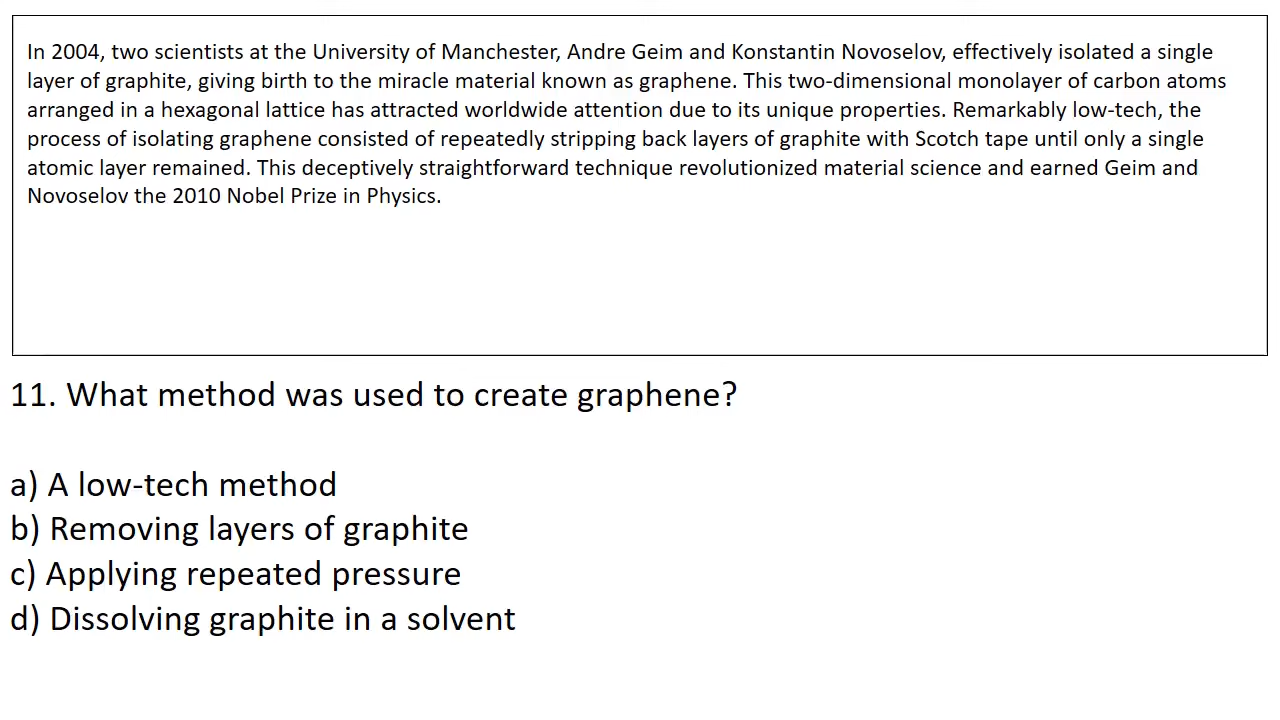 In 2004, two scientists at the University of Manchester, Andre Geim and Konstantin Novoselov, effectively isolated a single
layer of graphite, giving birth to the miracle material known as graphene. This two-dimensional monolayer of carbon atoms
arranged in a hexagonal lattice has attracted worldwide attention due to its unique properties. Remarkably low-tech, the
process of isolating graphene consisted of repeatedly stripping back layers of graphite with Scotch tape until only a single
atomic layer remained. This deceptively straightforward technique revolutionized material science and earned Geim and
Novoselov the 2010 Nobel Prize in Physics.
11. What method was used to create graphene?
a) A low-tech method
b) Removing layers of graphite
c) Applying repeated pressure
d) Dissolving graphite in a solvent